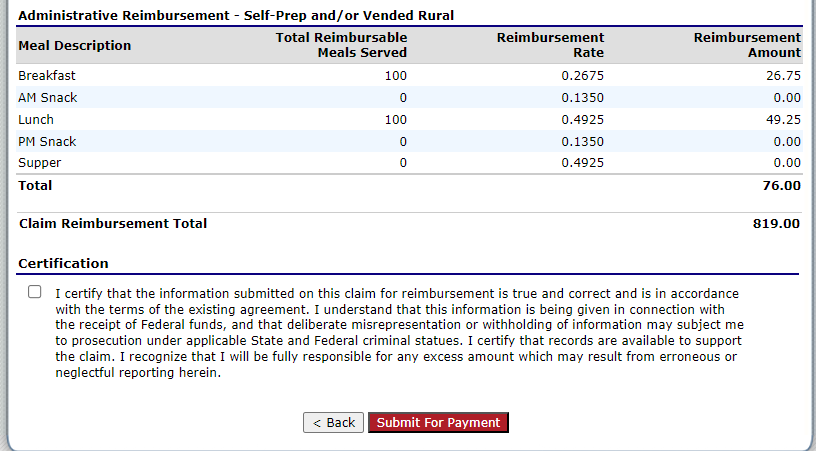 Administrative Reimbursement - Self-Prep and/or Vended Rural
Meal Description Total Reimbursable Meals Served Reimbursement Rate Reimbursement Amount
Breakfast 100 0.2675 26.75
AM Snack 0 0.1350 0.00
Lunch 100 0.4925 49.25
PM Snack 0 0.1350 0.00
Supper 0 0.4925 0.00
Total 76.00
Claim Reimbursement Total 819.00
Certification
I certify that the information submitted on this claim for reimbursement is true and correct and is in accordance
with the terms of the existing agreement. I understand that this information is being given in connection with
the receipt of Federal funds, and that deliberate misrepresentation or withholding of information may subject me
to prosecution under applicable State and Federal criminal statues. I certify that records are available to support
the claim. I recognize that I will be fully responsible for any excess amount which may result from erroneous or
neglectful reporting herein.
< Back Submit For Payment